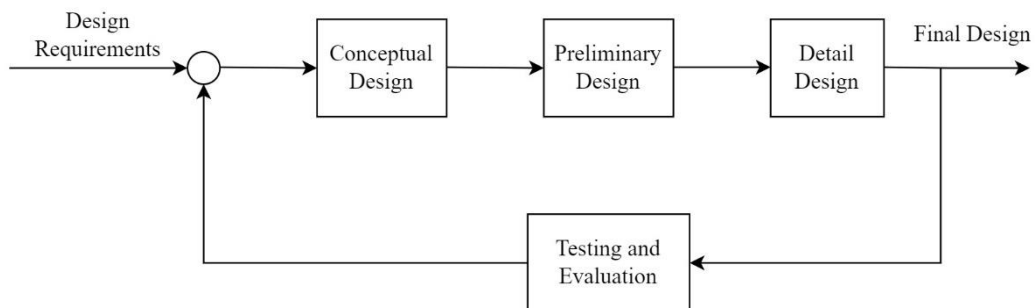 Design
Requirements
Conceptual
Design
Preliminary
Design
Detail
Design
Final Design
Testing and
Evaluation